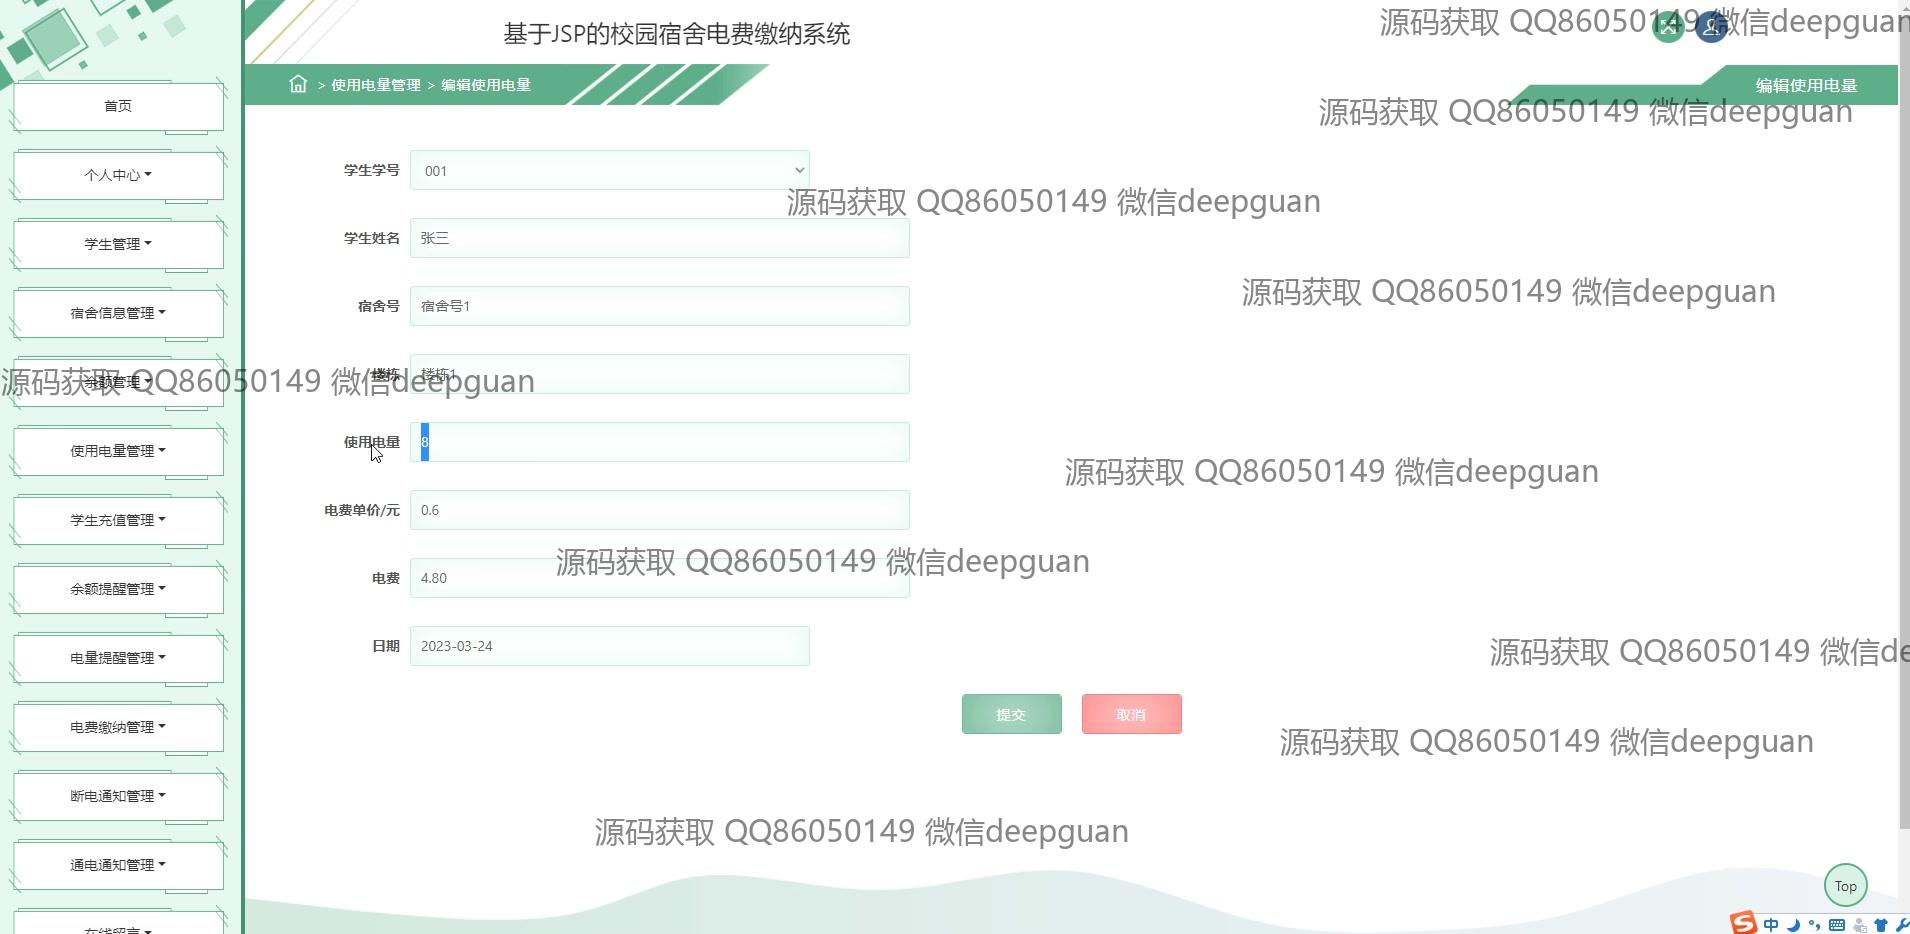 源码获取 QQ86050149 微信deepguan
基于JSP的校园宿舍电费缴纳系统
> 使用电量管理 > 编辑使用电量
编辑使用电量
源码获取 QQ86050149 微信deepguan
首页
个人中心
学生管理
宿舍信息管理
余额管理
使用电量管理
学生充值管理
余额提醒管理
电量提醒管理
电费缴纳管理
断电通知管理
通电通知管理
在线留言
学生学号 001
源码获取 QQ86050149 微信deepguan
学生姓名 张三
源码获取 QQ86050149 微信deepguan
宿舍号 宿舍号1
源码获取 QQ86050149 微信deepguan
楼栋 楼栋1
使用电量 8
源码获取 QQ86050149 微信deepguan
电费单价/元 0.6
源码获取 QQ86050149 微信deepguan
电费 4.80
日期 2023-03-24
源码获取 QQ86050149 微信de
提交 取消
源码获取 QQ86050149 微信deepguan
源码获取 QQ86050149 微信deepguan
Top
S 中